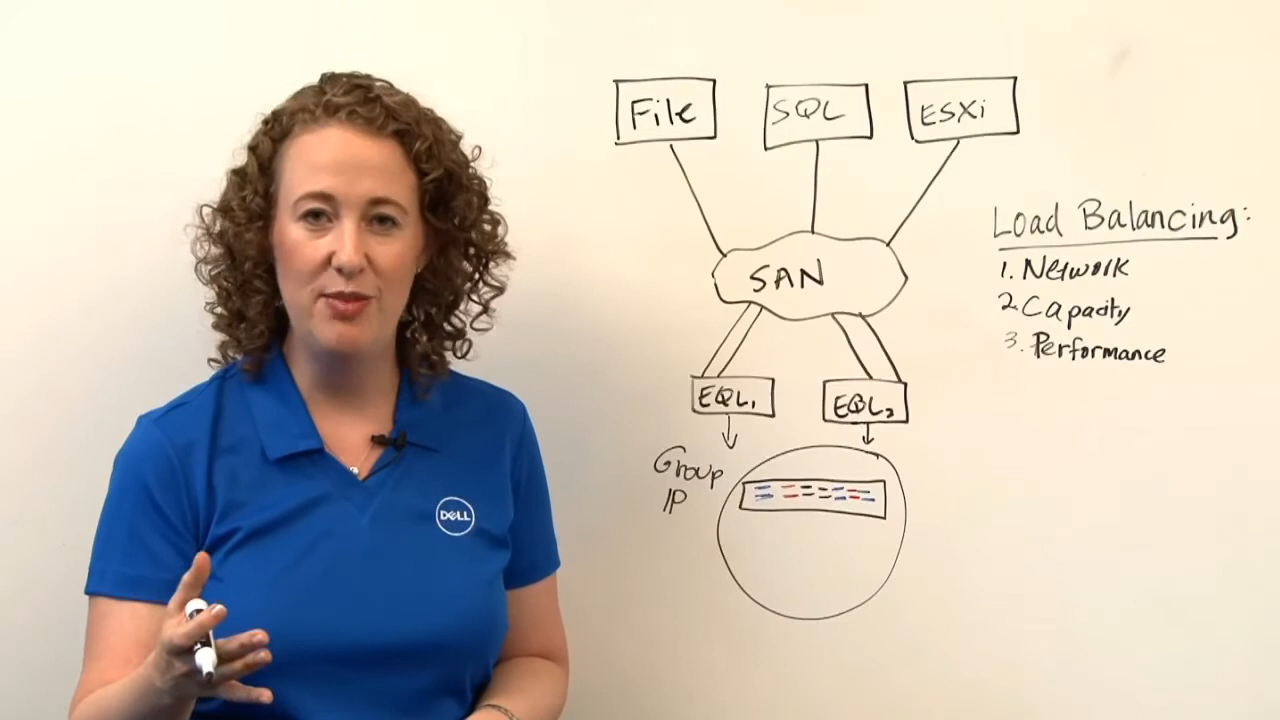 File
SQL
ESXi
Load Balancing:
1. Network
2. Capacity
3. Performance
SAN
EQL1
EQL2
Group
IP
DELL